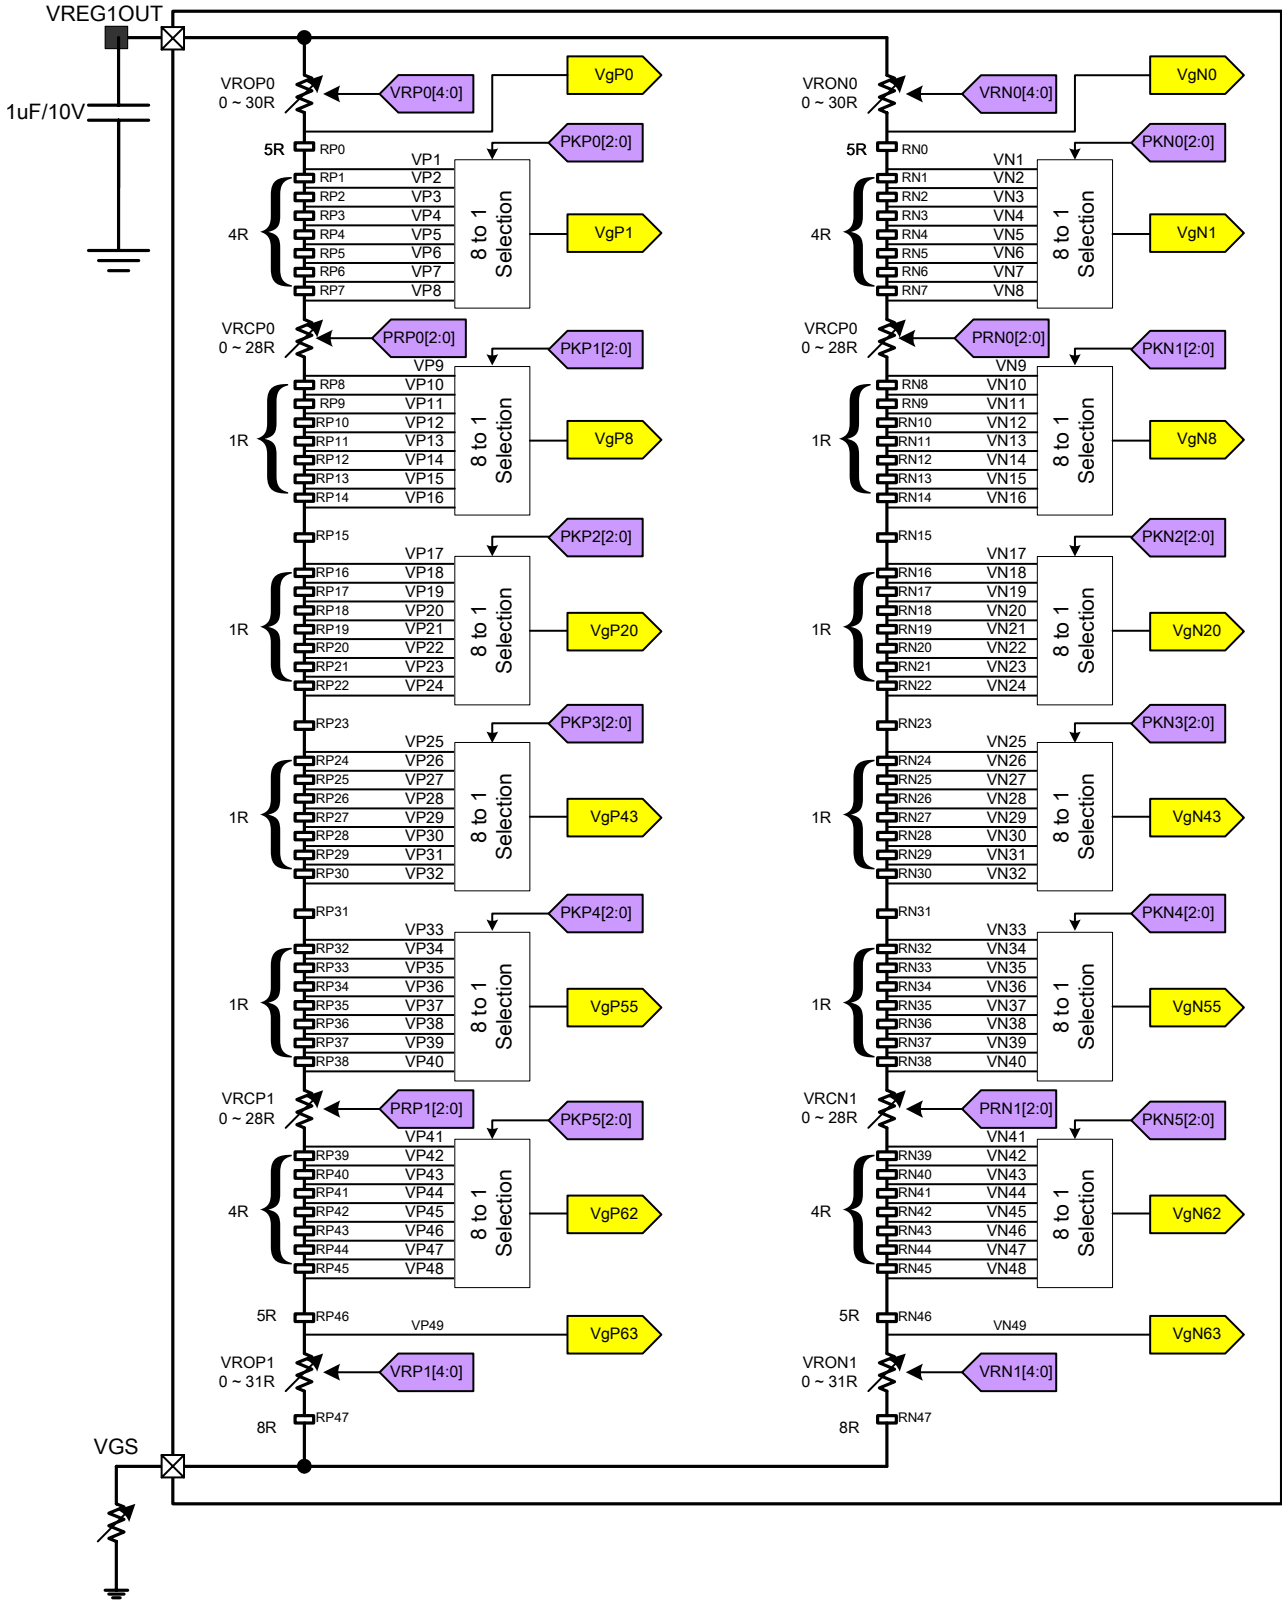 VREG1OUT
1uF/10V
VROP0
0 ~ 30R
VRP0[4:0]
VgP0
5R
RP0
PKP0[2:0]
VP1
RP1
VP2
RP2
VP3
RP3
VP4
4R
RP4
VP5
RP5
VP6
RP6
VP7
RP7
VP8
8 to 1
Selection
VgP1
VRCP0
0 ~ 28R
PRP0[2:0]
PKP1[2:0]
VP9
RP8
VP10
RP9
VP11
RP10
VP12
1R
RP11
VP13
RP12
VP14
RP13
VP15
RP14
VP16
8 to 1
Selection
VgP8
RP15
PKP2[2:0]
VP17
RP16
VP18
RP17
VP19
RP18
VP20
1R
RP19
VP21
RP20
VP22
RP21
VP23
RP22
VP24
8 to 1
Selection
VgP20
RP23
PKP3[2:0]
VP25
RP24
VP26
RP25
VP27
RP26
VP28
1R
RP27
VP29
RP28
VP30
RP29
VP31
RP30
VP32
8 to 1
Selection
VgP43
RP31
PKP4[2:0]
VP33
RP32
VP34
RP33
VP35
RP34
VP36
1R
RP35
VP37
RP36
VP38
RP37
VP39
RP38
VP40
8 to 1
Selection
VgP55
VRCP1
0 ~ 28R
PRP1[2:0]
PKP5[2:0]
VP41
RP39
VP42
RP40
VP43
RP41
VP44
4R
RP42
VP45
RP43
VP46
RP44
VP47
RP45
VP48
8 to 1
Selection
VgP62
5R
RP46
VP49
VgP63
VROP1
0 ~ 31R
VRP1[4:0]
8R
RP47
VGS
VRON0
0 ~ 30R
VRN0[4:0]
VgN0
5R
RN0
PKN0[2:0]
VN1
RN1
VN2
RN2
VN3
RN3
VN4
4R
RN4
VN5
RN5
VN6
RN6
VN7
RN7
VN8
8 to 1
Selection
VgN1
VRCP0
0 ~ 28R
PRN0[2:0]
PKN1[2:0]
VN9
RN8
VN10
RN9
VN11
RN10
VN12
1R
RN11
VN13
RN12
VN14
RN13
VN15
RN14
VN16
8 to 1
Selection
VgN8
RN15
PKN2[2:0]
VN17
RN16
VN18
RN17
VN19
RN18
VN20
1R
RN19
VN21
RN20
VN22
RN21
VN23
RN22
VN24
8 to 1
Selection
VgN20
RN23
PKN3[2:0]
VN25
RN24
VN26
RN25
VN27
RN26
VN28
1R
RN27
VN29
RN28
VN30
RN29
VN31
RN30
VN32
8 to 1
Selection
VgN43
RN31
PKN4[2:0]
VN33
RN32
VN34
RN33
VN35
RN34
VN36
1R
RN35
VN37
RN36
VN38
RN37
VN39
RN38
VN40
8 to 1
Selection
VgN55
VRCN1
0 ~ 28R
PRN1[2:0]
PKN5[2:0]
VN41
RN39
VN42
RN40
VN43
RN41
VN44
4R
RN42
VN45
RN43
VN46
RN44
VN47
RN45
VN48
8 to 1
Selection
VgN62
5R
RN46
VN49
VgN63
VRON1
0 ~ 31R
VRN1[4:0]
8R
RN47